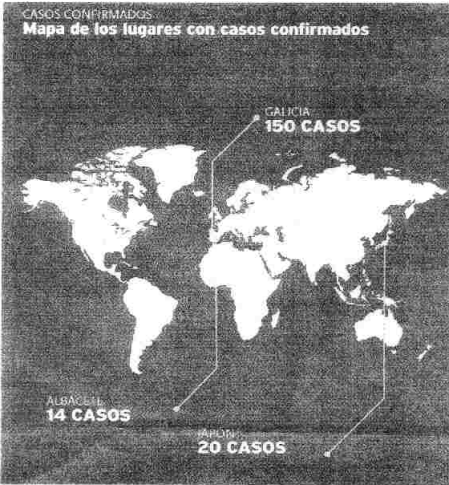 CASOS CONFIRMADOS
Mapa de los lugares con casos confirmados
GALICIA
150 CASOS
ALBACETE
14 CASOS
JAPÓN
20 CASOS